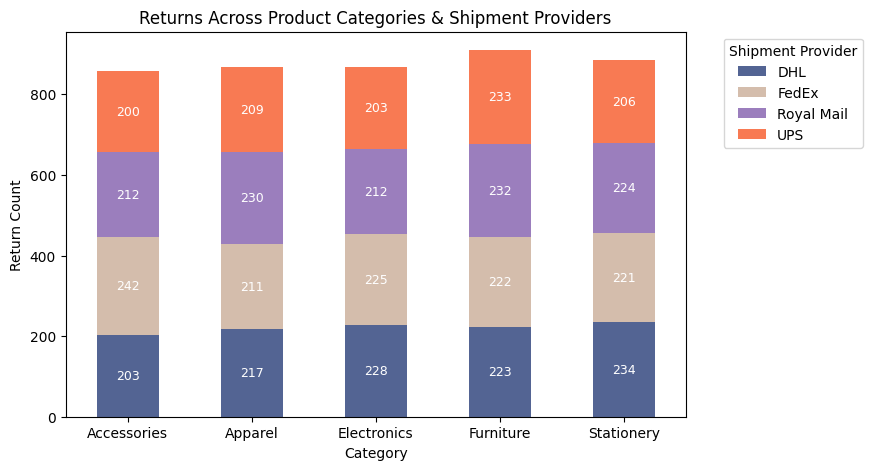 Returns Across Product Categories & Shipment Providers
Shipment Provider
DHL
FedEx
Royal Mail
UPS
Return Count
800
600
400
200
0
200 209 203 233 206
212 230 212 232 224
242 211 225 222 221
203 217 228 223 234
Accessories Apparel Electronics Furniture Stationery
Category